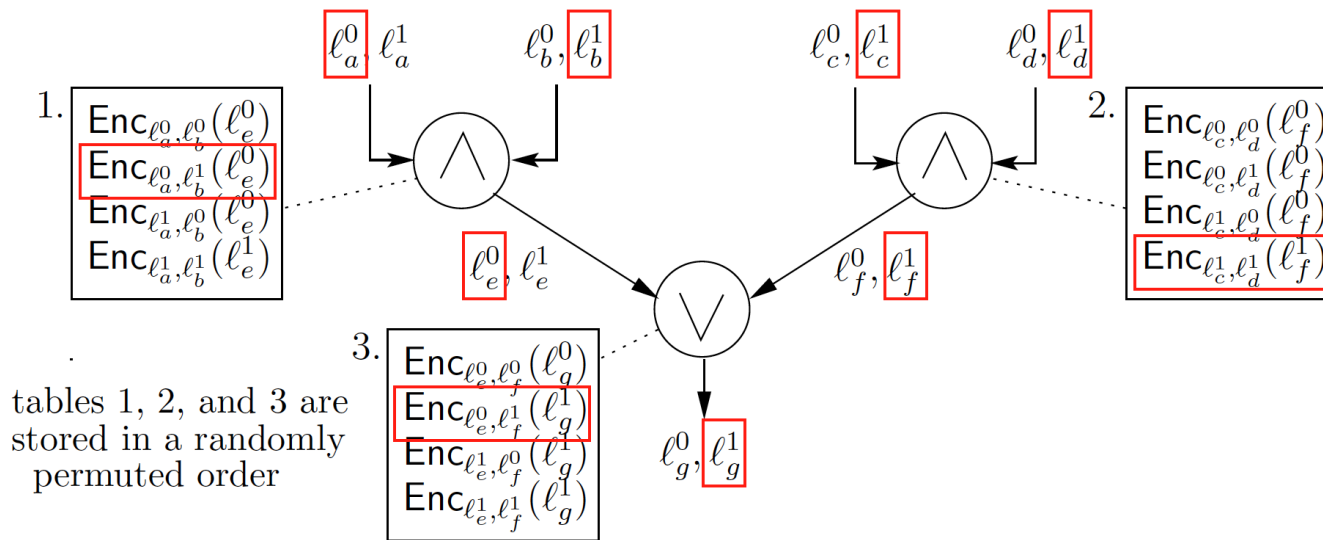 ℓ_a^0, ℓ_a^1
ℓ_b^0, ℓ_b^1
ℓ_c^0, ℓ_c^1
ℓ_d^0, ℓ_d^1
1.
Enc_{ℓ_a^0,ℓ_b^0}(ℓ_e^0)
Enc_{ℓ_a^0,ℓ_b^1}(ℓ_e^0)
Enc_{ℓ_a^1,ℓ_b^0}(ℓ_e^0)
Enc_{ℓ_a^1,ℓ_b^1}(ℓ_e^1)
∧
∧
2.
Enc_{ℓ_c^0,ℓ_d^0}(ℓ_f^0)
Enc_{ℓ_c^0,ℓ_d^1}(ℓ_f^0)
Enc_{ℓ_c^1,ℓ_d^0}(ℓ_f^0)
Enc_{ℓ_c^1,ℓ_d^1}(ℓ_f^1)
ℓ_e^0, ℓ_e^1
ℓ_f^0, ℓ_f^1
∨
3.
Enc_{ℓ_e^0,ℓ_f^0}(ℓ_g^0)
Enc_{ℓ_e^0,ℓ_f^1}(ℓ_g^1)
Enc_{ℓ_e^1,ℓ_f^0}(ℓ_g^1)
Enc_{ℓ_e^1,ℓ_f^1}(ℓ_g^1)
ℓ_g^0, ℓ_g^1
tables 1, 2, and 3 are
stored in a randomly
permuted order